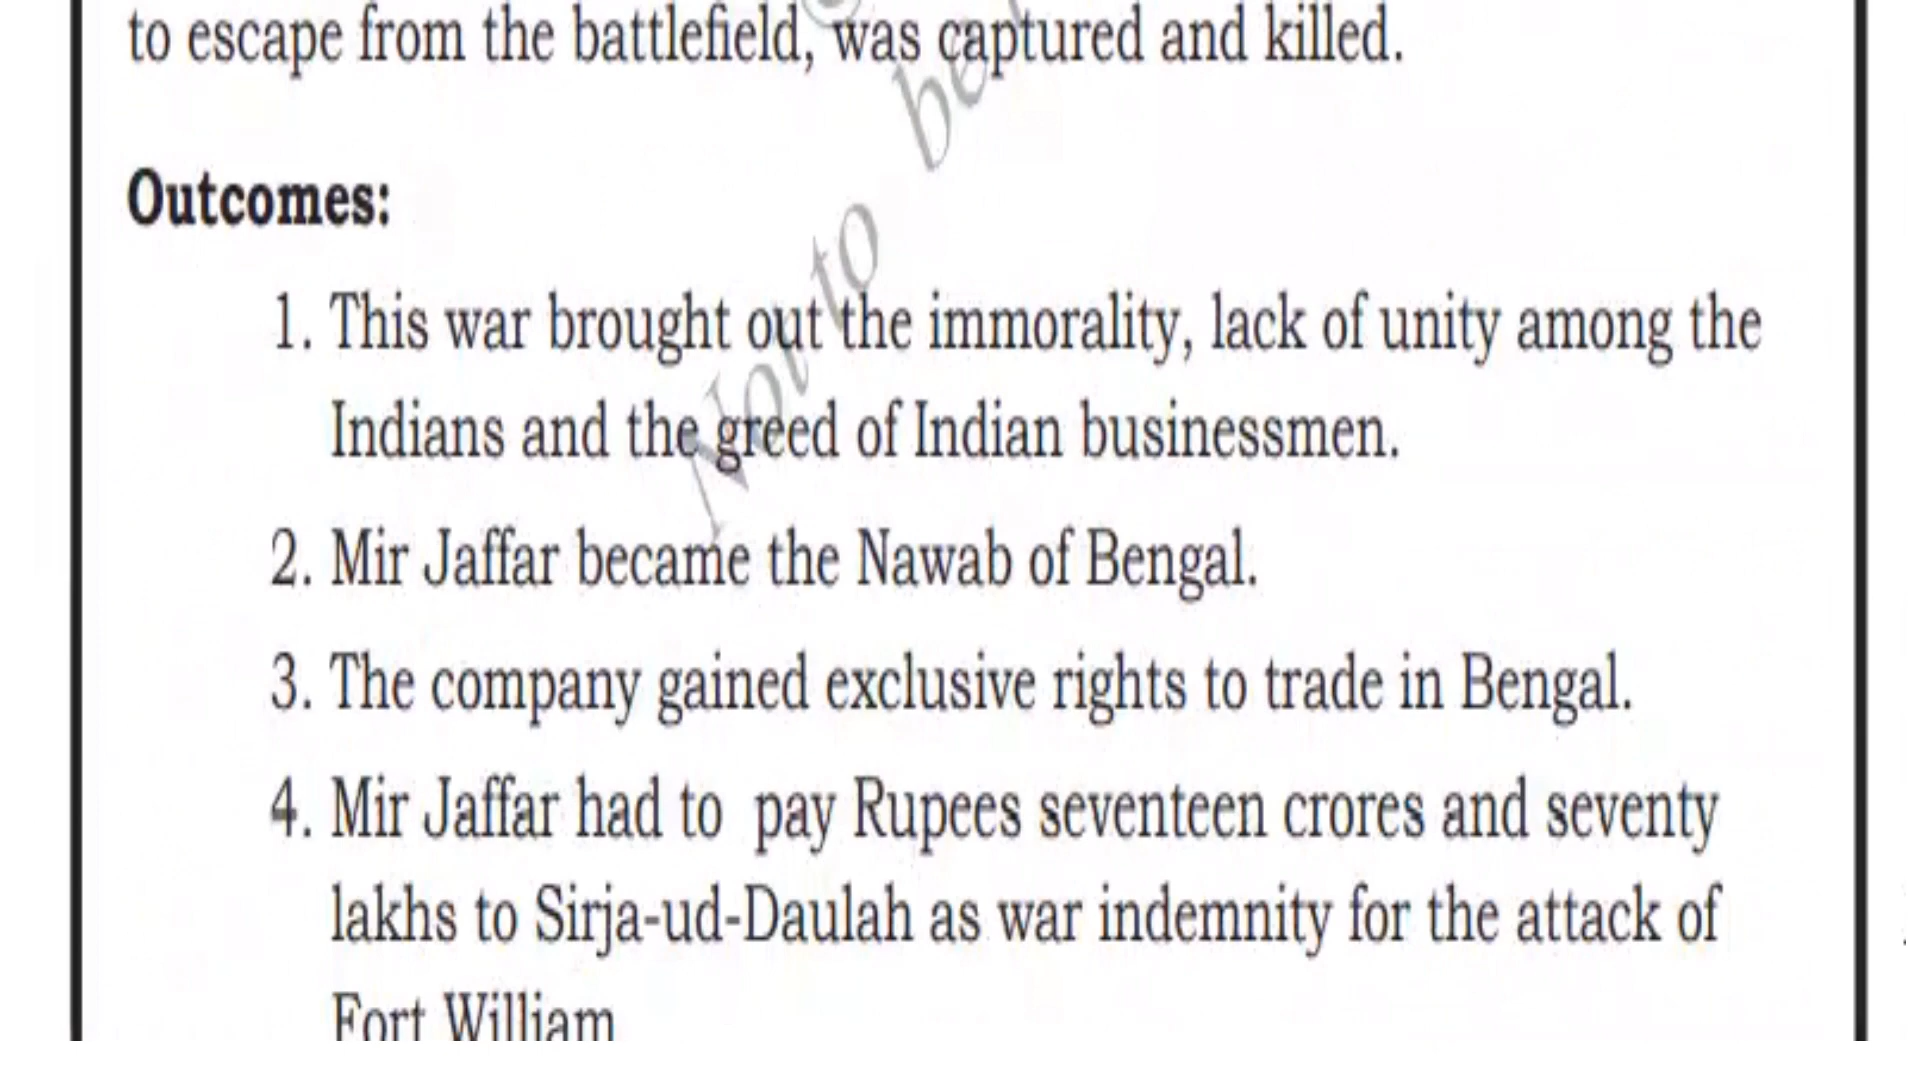 to escape from the battlefield, was captured and killed.
Outcomes:
1. This war brought out the immorality, lack of unity among the
Indians and the greed of Indian businessmen.
2. Mir Jaffar became the Nawab of Bengal.
3. The company gained exclusive rights to trade in Bengal.
4. Mir Jaffar had to pay Rupees seventeen crores and seventy
lakhs to Sirja-ud-Daulah as war indemnity for the attack of
Fort William
Not to be